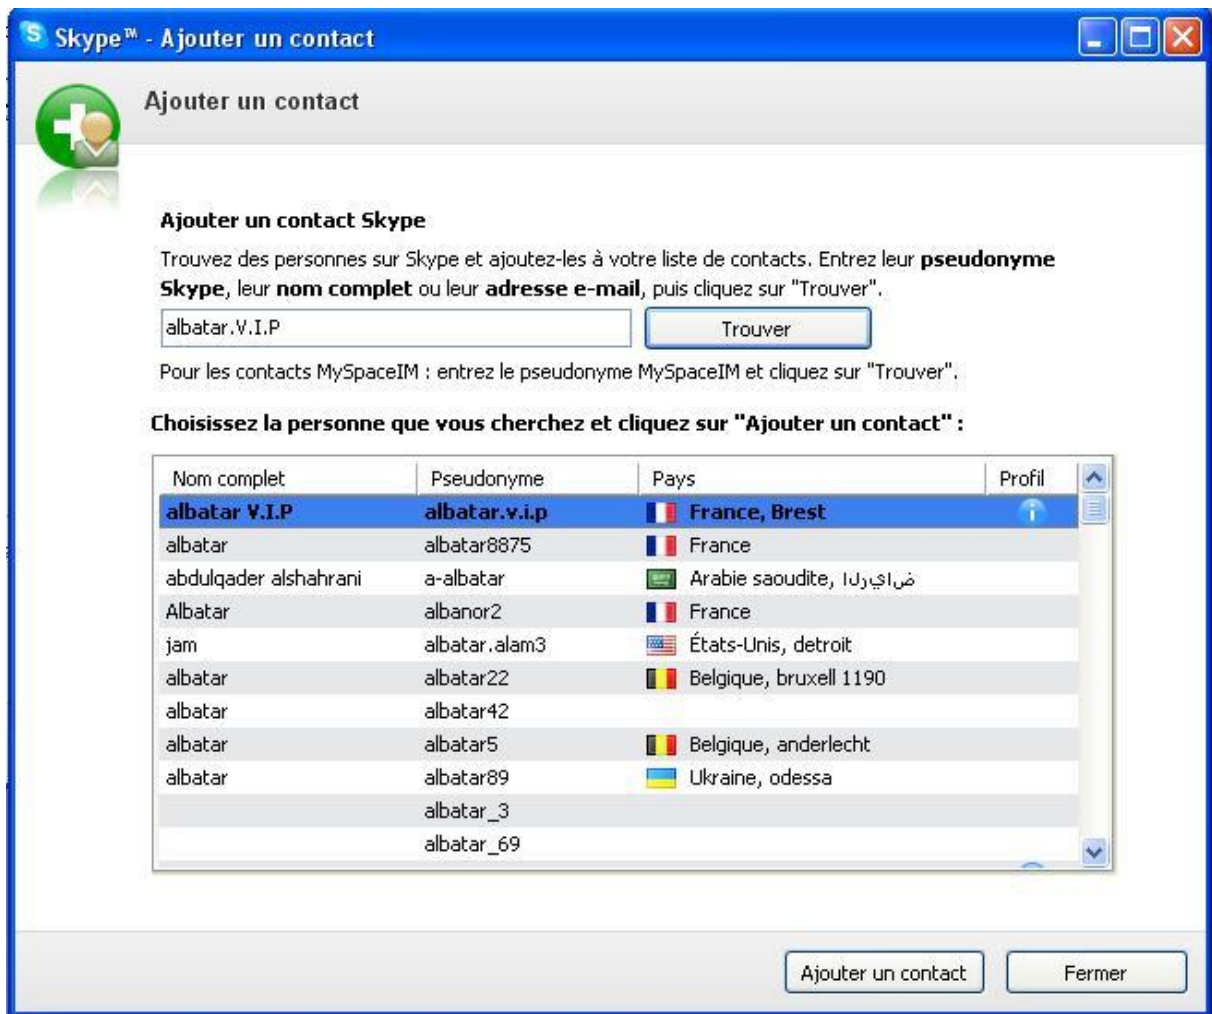 Skype™ - Ajouter un contact
Ajouter un contact
Ajouter un contact Skype
Trouvez des personnes sur Skype et ajoutez-les à votre liste de contacts. Entrez leur pseudonyme
Skype, leur nom complet ou leur adresse e-mail, puis cliquez sur "Trouver".
albatar.V.I.P Trouver
Pour les contacts MySpaceIM : entrez le pseudonyme MySpaceIM et cliquez sur "Trouver".
Choisissez la personne que vous cherchez et cliquez sur "Ajouter un contact" :
Nom complet Pseudonyme Pays Profil
albatar V.I.P albatar.v.i.p France, Brest
albatar albatar8875 France
abdulqader alshahrani a-albatar Arabie saoudite, ضايرلا
Albatar albanor2 France
jam albatar.alam3 États-Unis, detroit
albatar albatar22 Belgique, bruxell 1190
albatar albatar42
albatar albatar5 Belgique, anderlecht
albatar albatar89 Ukraine, odessa
albatar_3
albatar_69
Ajouter un contact Fermer